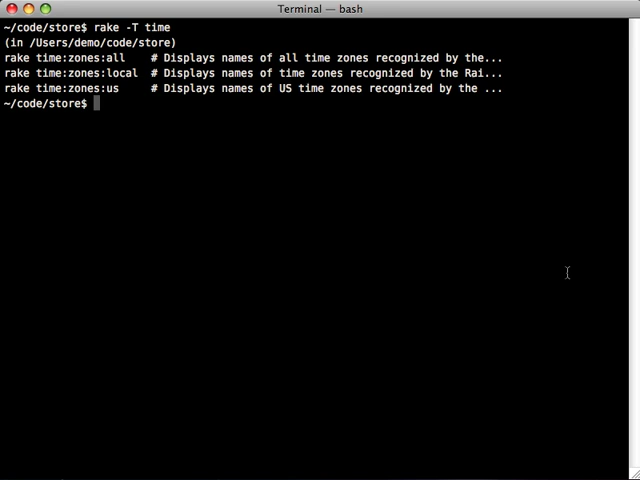 Terminal — bash
~/code/store$ rake -T time
(in /Users/demo/code/store)
rake time:zones:all    # Displays names of all time zones recognized by the...
rake time:zones:local  # Displays names of time zones recognized by the Rai...
rake time:zones:us     # Displays names of US time zones recognized by the ...
~/code/store$